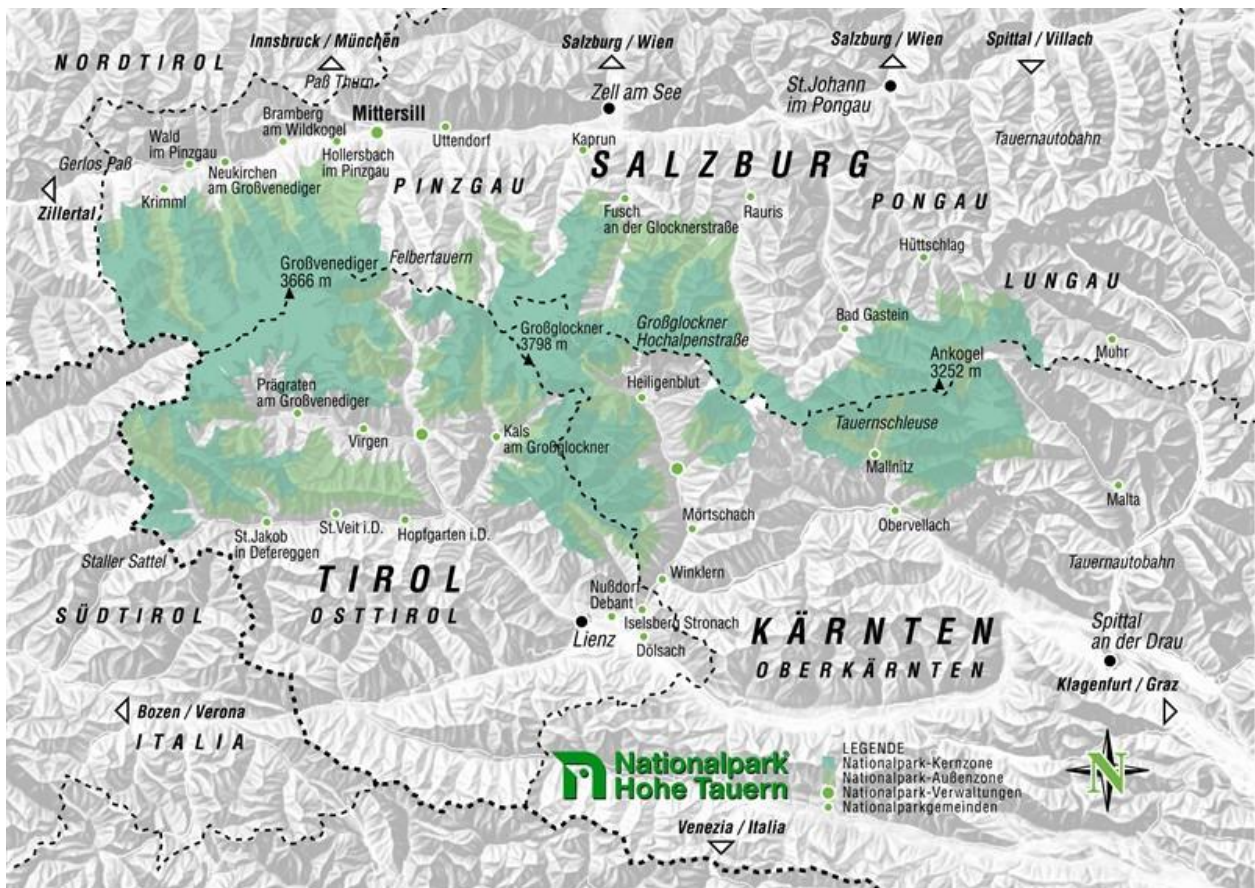 Innsbruck / München
Salzburg / Wien
Salzburg / Wien
Spittal / Villach
NORDTIROL
Paß Thurn
Zell am See
St.Johann
im Pongau
Bramberg
am Wildkogel
Mittersill
Wald
im Pinzgau
Uttendorf
Kaprun
Tauernautobahn
Gerlos Paß
Neukirchen
am Großvenediger
Hollersbach
im Pinzgau
SALZBURG
Zillertal
Krimml
PINZGAU
Fusch
an der Glocknerstraße
Rauris
PONGAU
Hüttschlag
Großvenediger
3666 m
Felbertauern
LUNGAU
Großglockner
3798 m
Großglockner
Hochalpenstraße
Bad Gastein
Ankogel
3252 m
Muhr
Prägraten
am Großvenediger
Heiligenblut
Virgen
Kals
am Großglockner
Tauernschleuse
Mallnitz
Malta
St.Jakob
in Defereggen
St.Veit i.D.
Hopfgarten i.D.
Mörtschach
Obervellach
Staller Sattel
TIROL
OSTTIROL
Winklern
Tauernautobahn
SÜDTIROL
Nußdorf
Debant
Iselsberg Stronach
Lienz
Dölsach
KÄRNTEN
OBERKÄRNTEN
Spittal
an der Drau
Klagenfurt / Graz
Bozen / Verona
ITALIA
Nationalpark
Hohe Tauern
LEGENDE
Nationalpark-Kernzone
Nationalpark-Außenzone
Nationalpark-Verwaltungen
Nationalparkgemeinden
N
Venezia / Italia